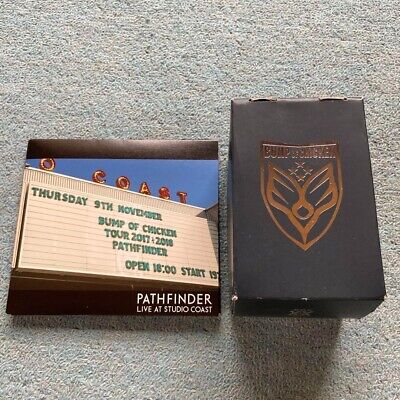 O COAST
THURSDAY 9TH NOVEMBER
BUMP OF CHICKEN
TOUR 2017-2018
PATHFINDER
OPEN 18:00 START 19
PATHFINDER
LIVE AT STUDIO COAST
BUMP OF CHICKEN